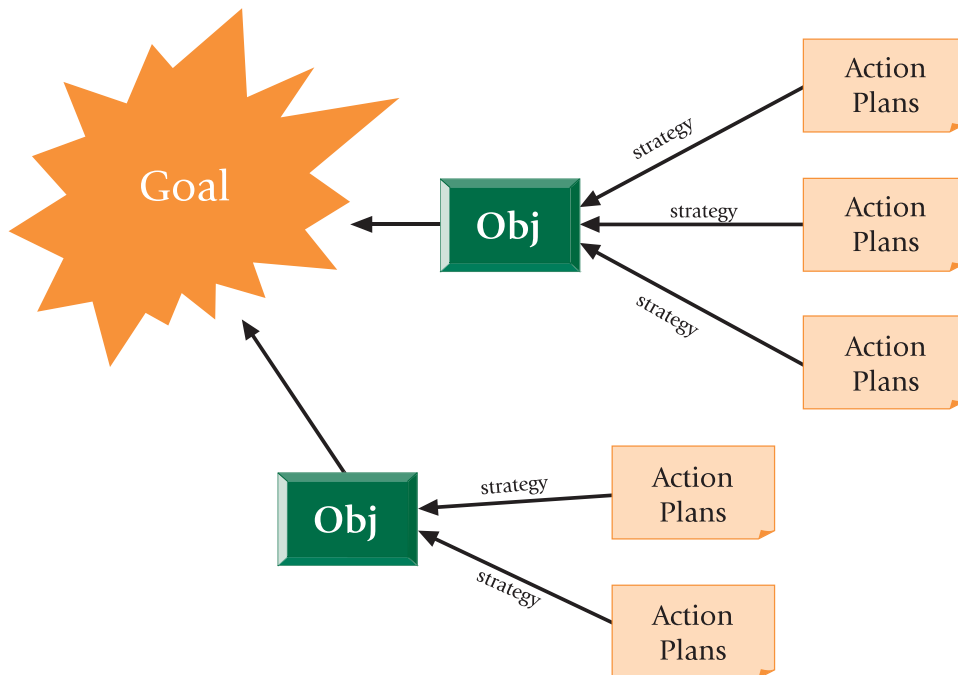 Action
Plans
strategy
Goal
Obj
strategy
Action
Plans
strategy
Action
Plans
Obj
strategy
Action
Plans
strategy
Action
Plans